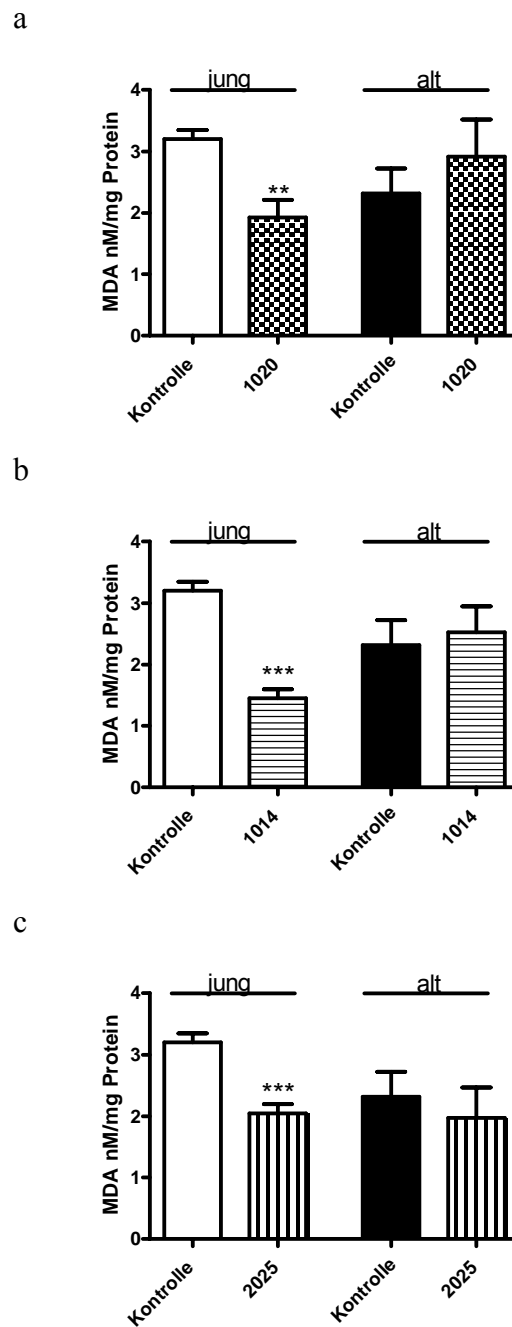 a
jung alt
4
3
2
1
0
MDA nM/mg Protein
**
Kontrolle 1020 Kontrolle 1020
b
jung alt
4
3
2
1
0
MDA nM/mg Protein
***
Kontrolle 1014 Kontrolle 1014
c
jung alt
4
3
2
1
0
MDA nM/mg Protein
***
Kontrolle 2025 Kontrolle 2025